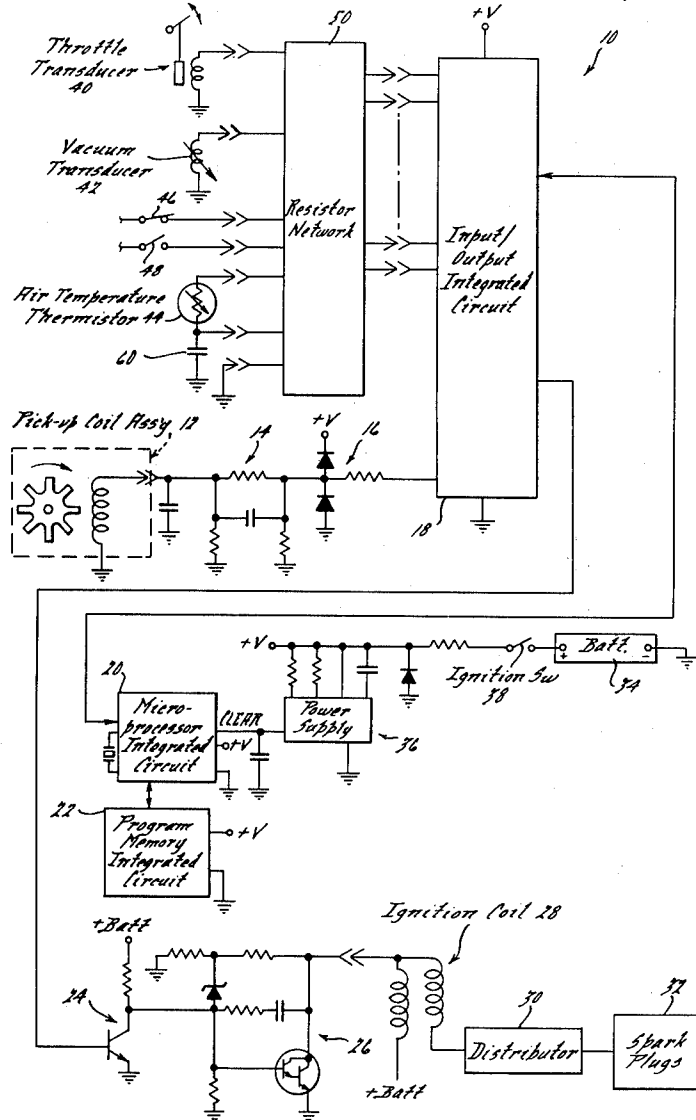 50
+V
10
Throttle
Transducer
40
Vacuum
Transducer
42
46
48
Resistor
Network
Input/
Output
Integrated
Circuit
Air Temperature
Thermistor 44
60
Pick-up Coil Ass'y 12
14
+V
16
18
+V
Ignition Sw
38
+ Batt. -
34
20
Micro-
processor
Integrated
Circuit
CLEAR
+V
Power
Supply
36
22
Program
Memory
Integrated
Circuit
+V
+Batt
24
26
Ignition Coil 28
+Batt
30
Distributor
32
Spark
Plugs